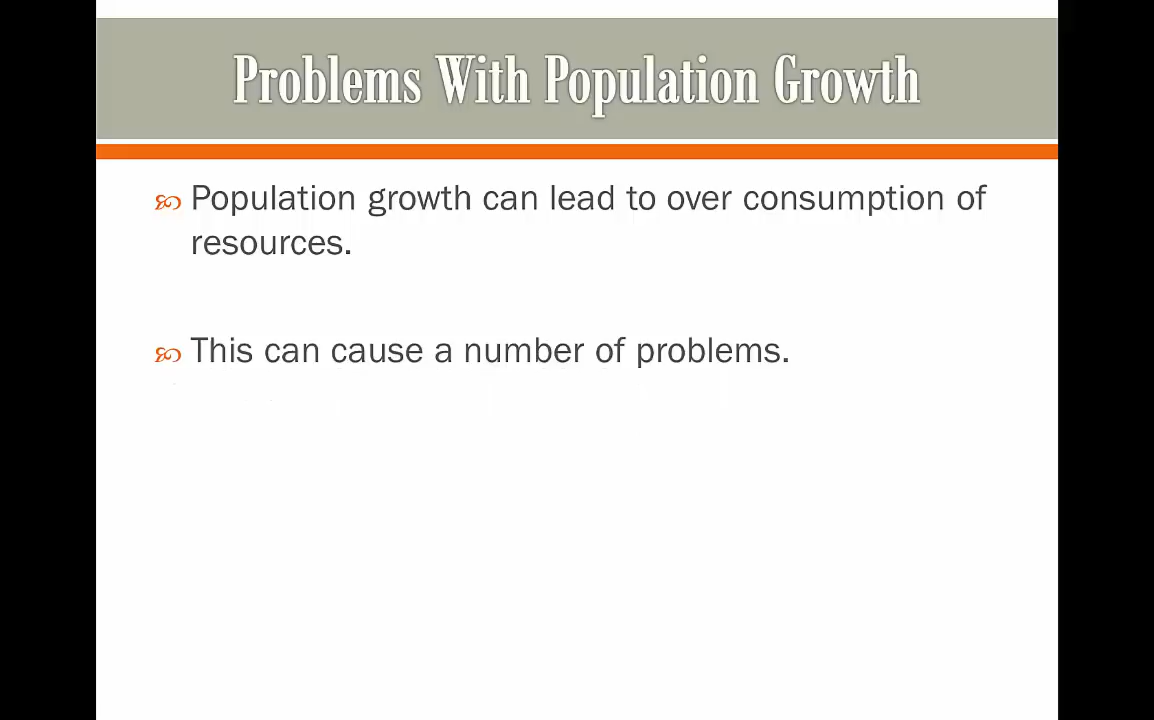 Problems With Population Growth
Population growth can lead to over consumption of
resources.
This can cause a number of problems.